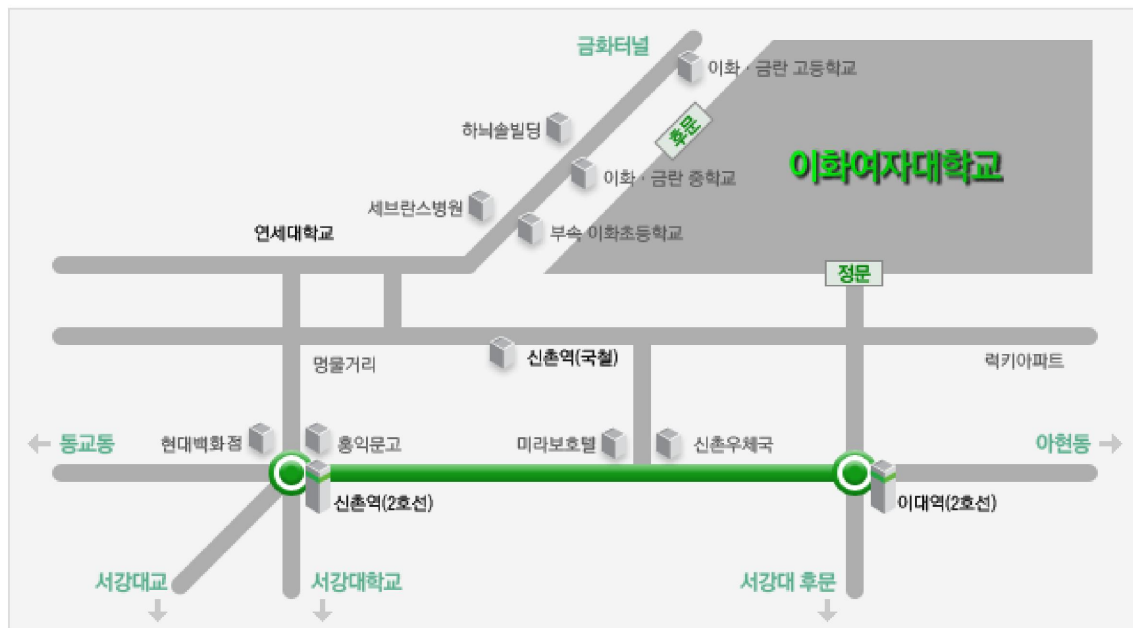 금화터널
이화 · 금란 고등학교
하늬솔빌딩
후문
이화여자대학교
이화 · 금란 중학교
세브란스병원
부속 이화초등학교
연세대학교
정문
명물거리
신촌역(국철)
럭키아파트
동교동
현대백화점
홍익문고
미라보호텔
신촌우체국
아현동
신촌역(2호선)
이대역(2호선)
서강대교
서강대학교
서강대 후문